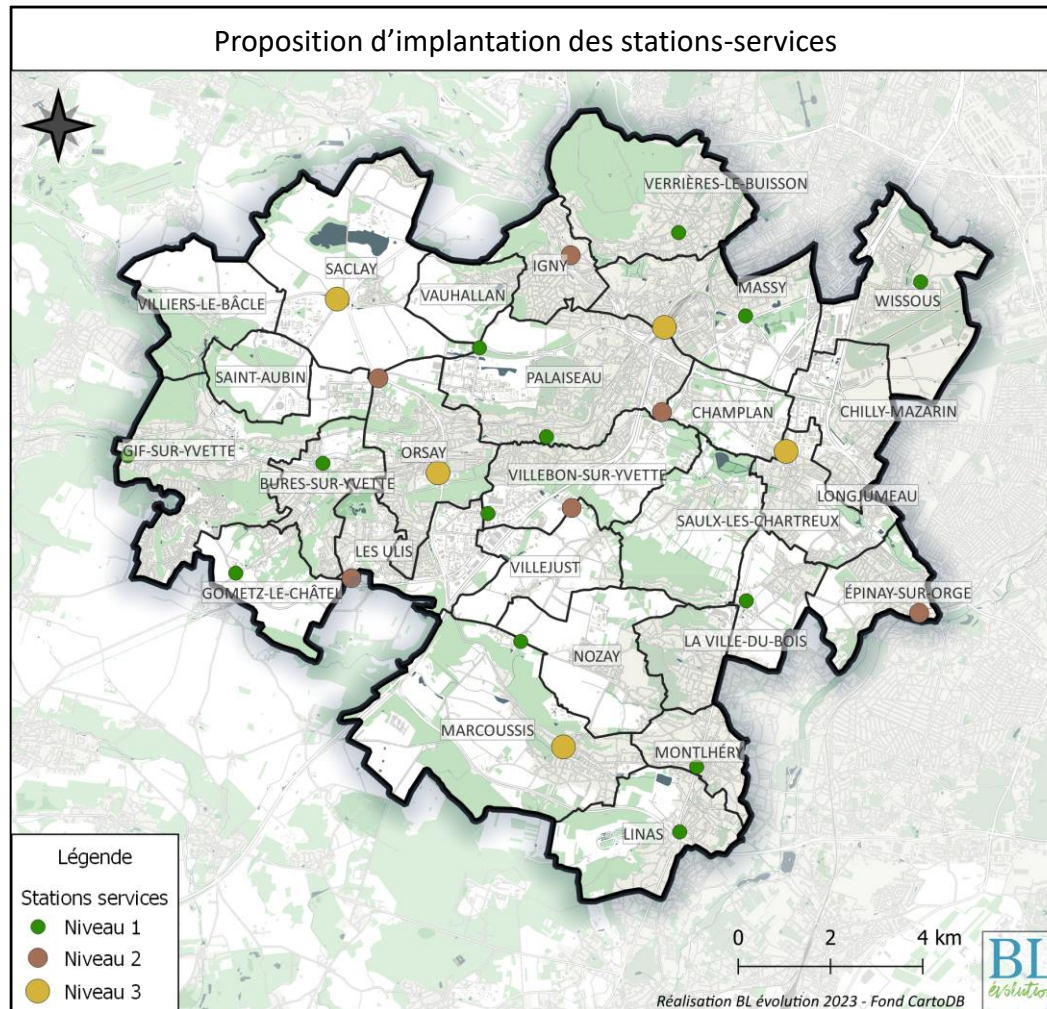 Proposition d'implantation des stations-services
VERRIÈRES-LE-BUISSON
IGNY
SACLAY
MASSY
VAUHALLAN
WISSOUS
VILLIERS-LE-BÂCLE
SAINT-AUBIN
PALAISEAU
CHAMPLAN
CHILLY-MAZARIN
GIF-SUR-YVETTE
ORSAY
BURES-SUR-YVETTE
VILLEBON-SUR-YVETTE
LONGJUMEAU
SAULX-LES-CHARTREUX
LES ULIS
VILLEJUST
GOMETZ-LE-CHÂTEL
ÉPINAY-SUR-ORGE
LA VILLE-DU-BOIS
NOZAY
MARCOUSSIS
MONTLHÉRY
LINAS
Légende
Stations services
Niveau 1
Niveau 2
Niveau 3
0 2 4 km
Réalisation BL évolution 2023 - Fond CartoDB
BL
évolution